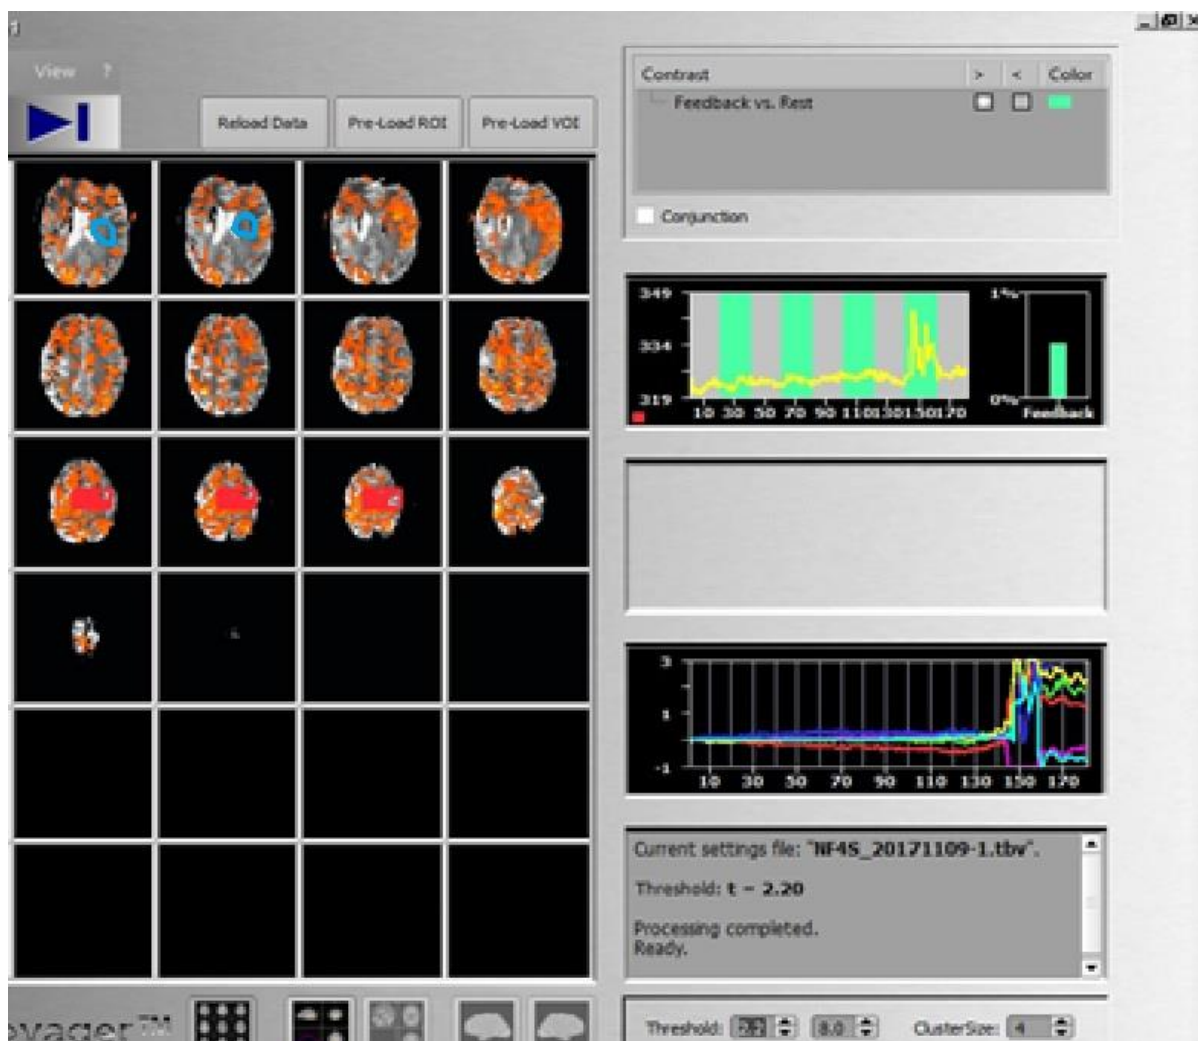 View ?
Reload Data Pre-Load ROI Pre-Load VOI
Contrast > < Color
Feedback vs. Rest
Conjunction
349
334
319
10 30 50 70 90 110 130 150 170
1%
0%
Feedback
3
1
-1
10 30 50 70 90 110 130 150 170
Current settings file: "NF4S_20171109-1.tbv".
Threshold: t = 2.20
Processing completed.
Ready.
Threshold: 2.2 8.0 ClusterSize: 4